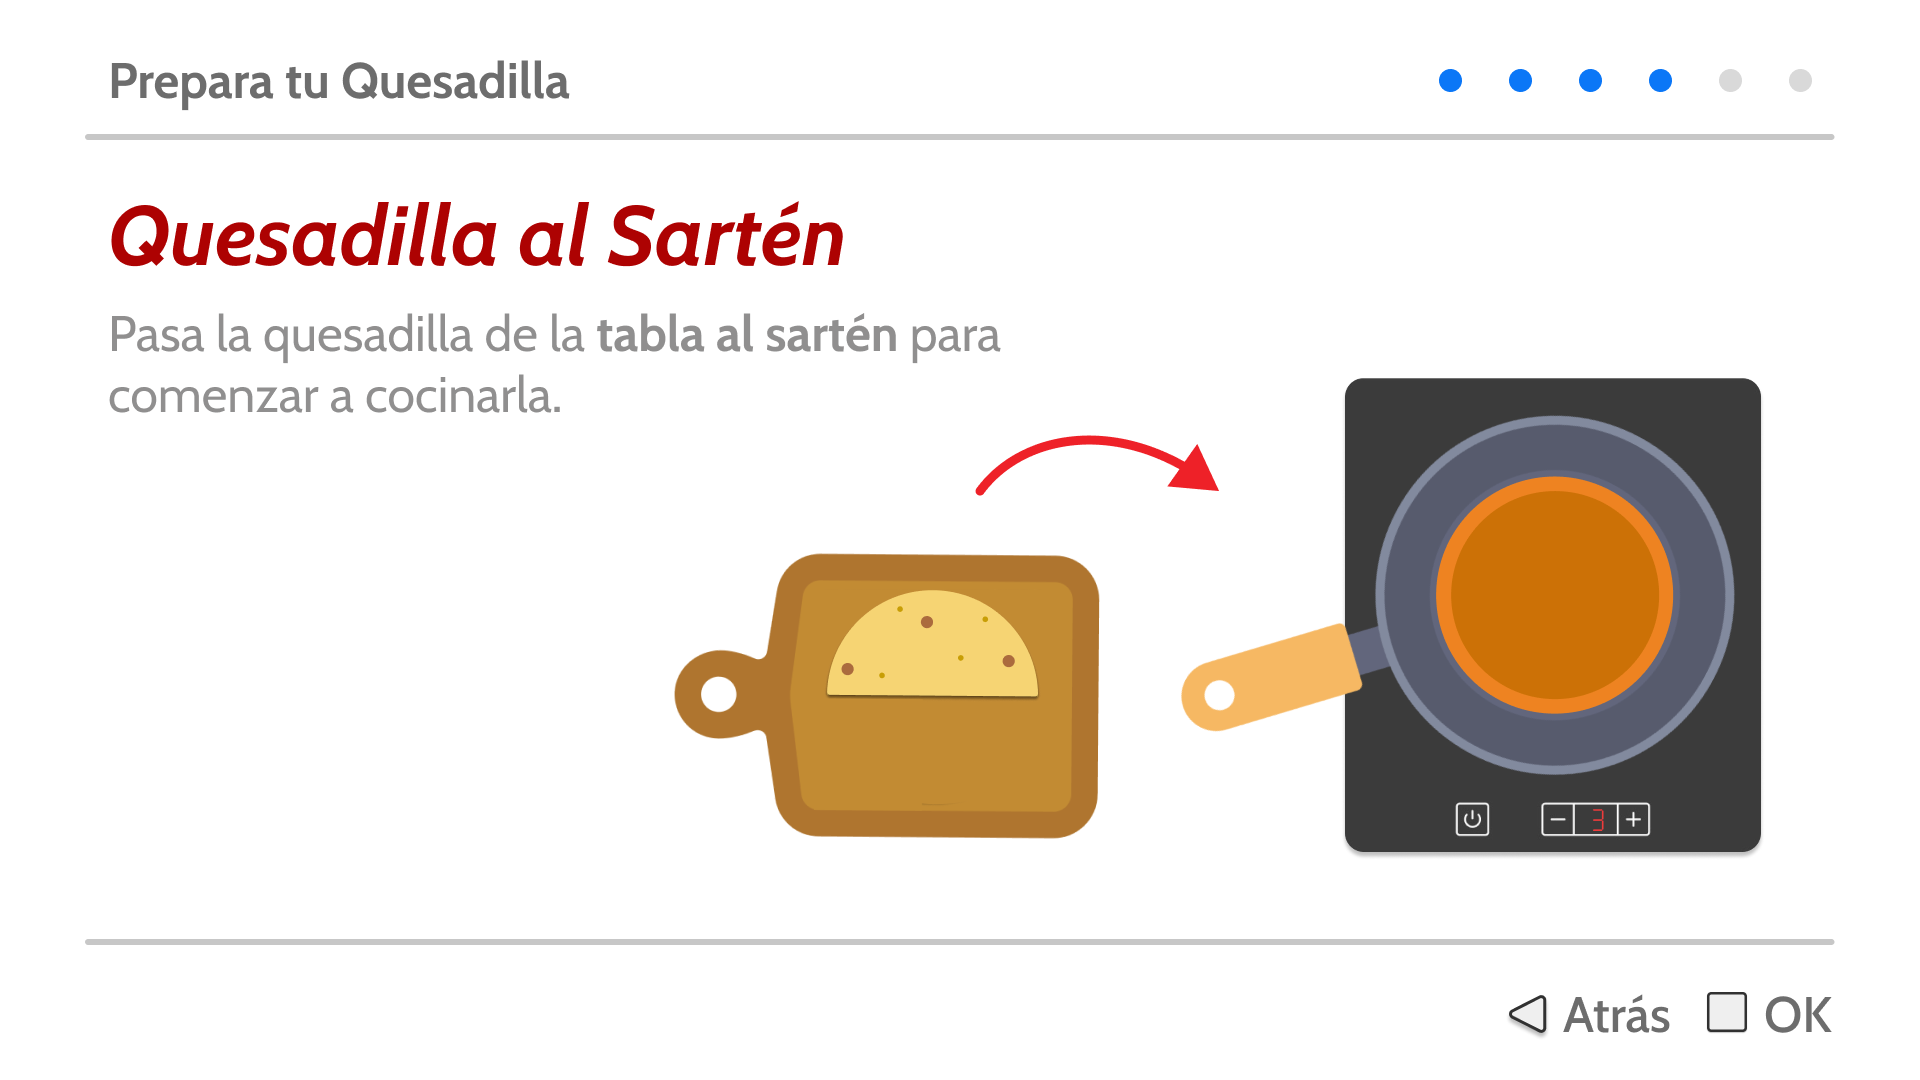 Prepara tu Quesadilla
Quesadilla al Sartén
Pasa la quesadilla de la tabla al sartén para
comenzar a cocinarla.
3
Atrás
OK